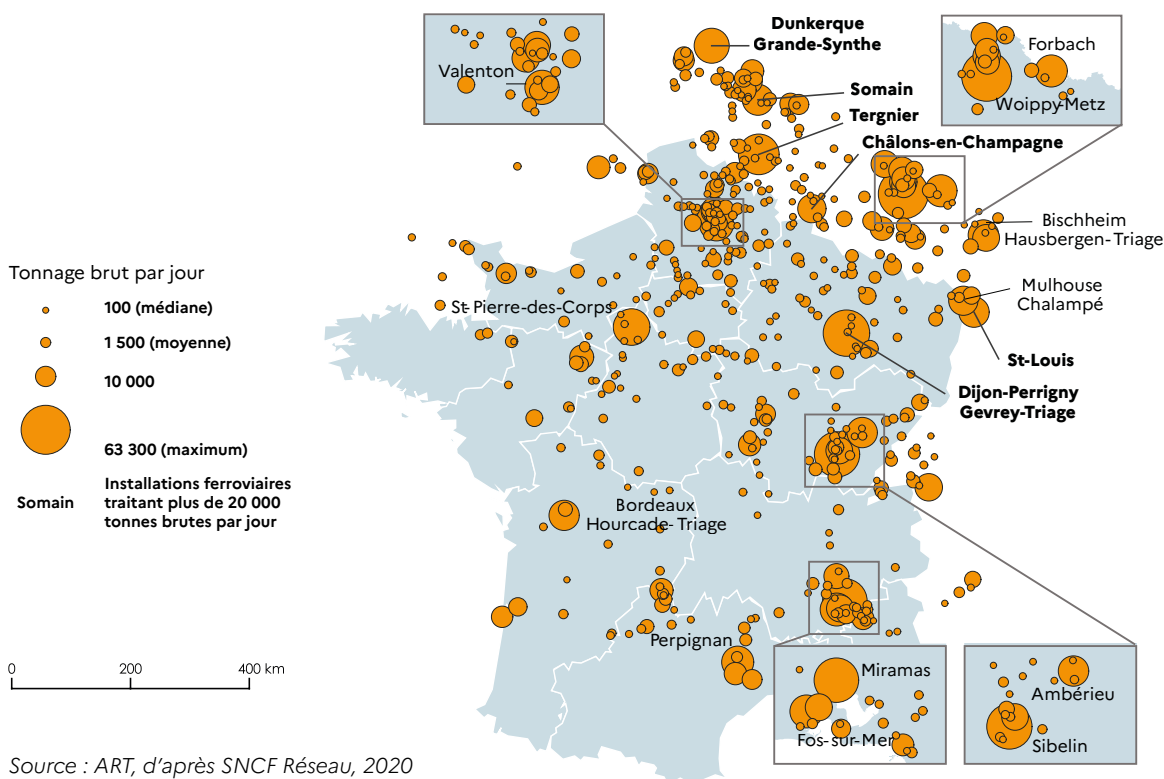 Dunkerque
Grande-Synthe
Valenton
Forbach
Woippy-Metz
Somain
Tergnier
Châlons-en-Champagne
Bischheim
Hausbergen-Triage
Tonnage brut par jour
100 (médiane)
1 500 (moyenne)
10 000
63 300 (maximum)
Somain
Installations ferroviaires
traitant plus de 20 000
tonnes brutes par jour
St-Pierre-des-Corps
Mulhouse
Chalampé
St-Louis
Dijon-Perrigny
Gevrey-Triage
Bordeaux
Hourcade-Triage
Perpignan
Miramas
Fos-sur-Mer
Ambérieu
Sibelin
0 200 400 km
Source : ART, d'après SNCF Réseau, 2020